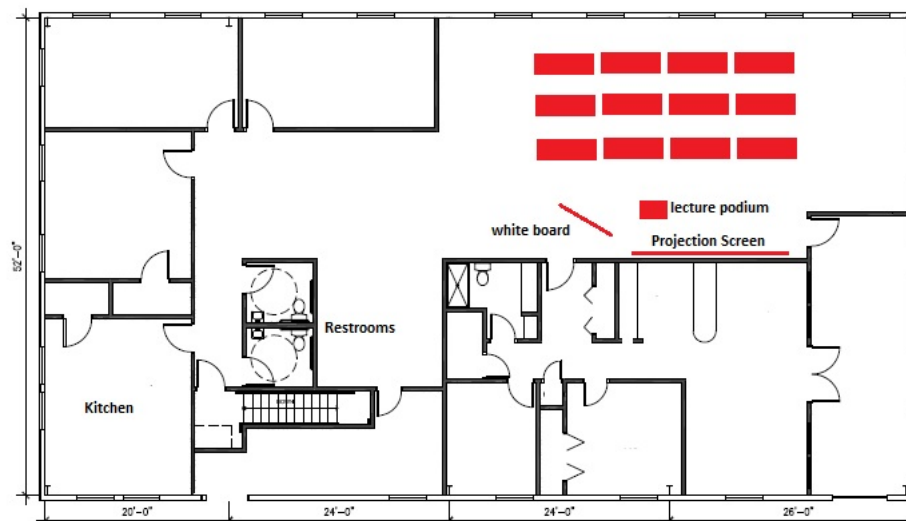 lecture podium
white board
Projection Screen
52'-0"
Restrooms
Kitchen
20'-0"
24'-0"
24'-0"
26'-0"